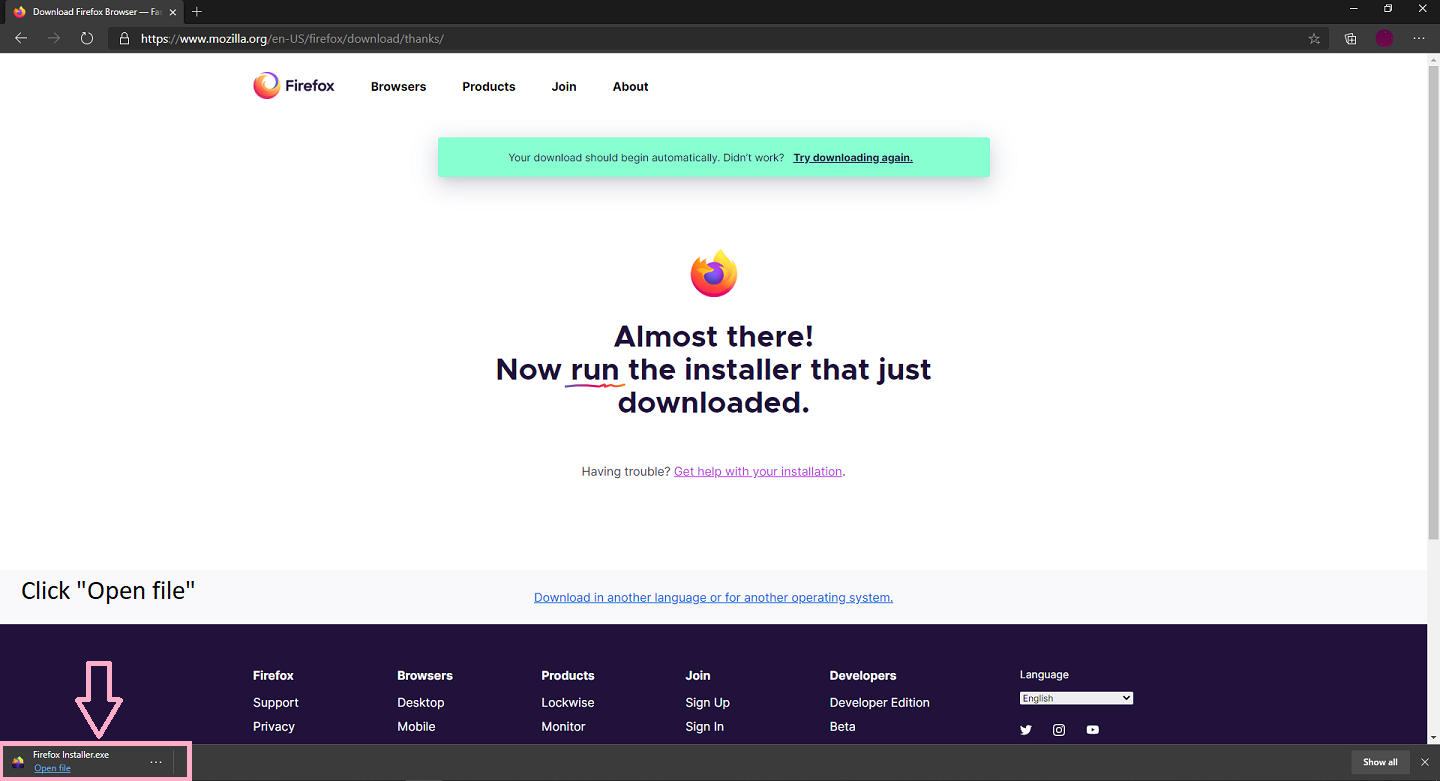 Download Firefox Browser — Fa
https://www.mozilla.org/en-US/firefox/download/thanks/
Firefox
Browsers
Products
Join
About
Your download should begin automatically. Didn't work? Try downloading again.
Almost there!
Now run the installer that just
downloaded.
Having trouble? Get help with your installation.
Click "Open file"
Download in another language or for another operating system.
Firefox
Browsers
Products
Join
Developers
Language
Support
Desktop
Lockwise
Sign Up
Developer Edition
English
Privacy
Mobile
Monitor
Sign In
Beta
Firefox Installer.exe
Open file
Show all